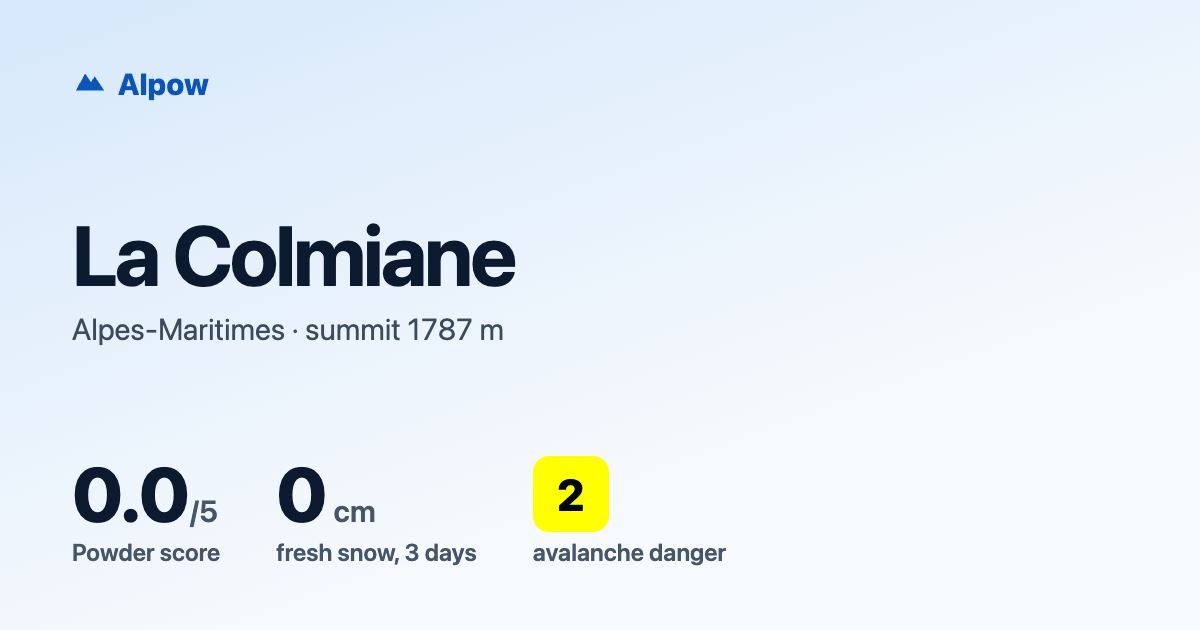 Alpow
La Colmiane
Alpes-Maritimes · summit 1787 m
0.0/5
Powder score
0 cm
fresh snow, 3 days
2
avalanche danger